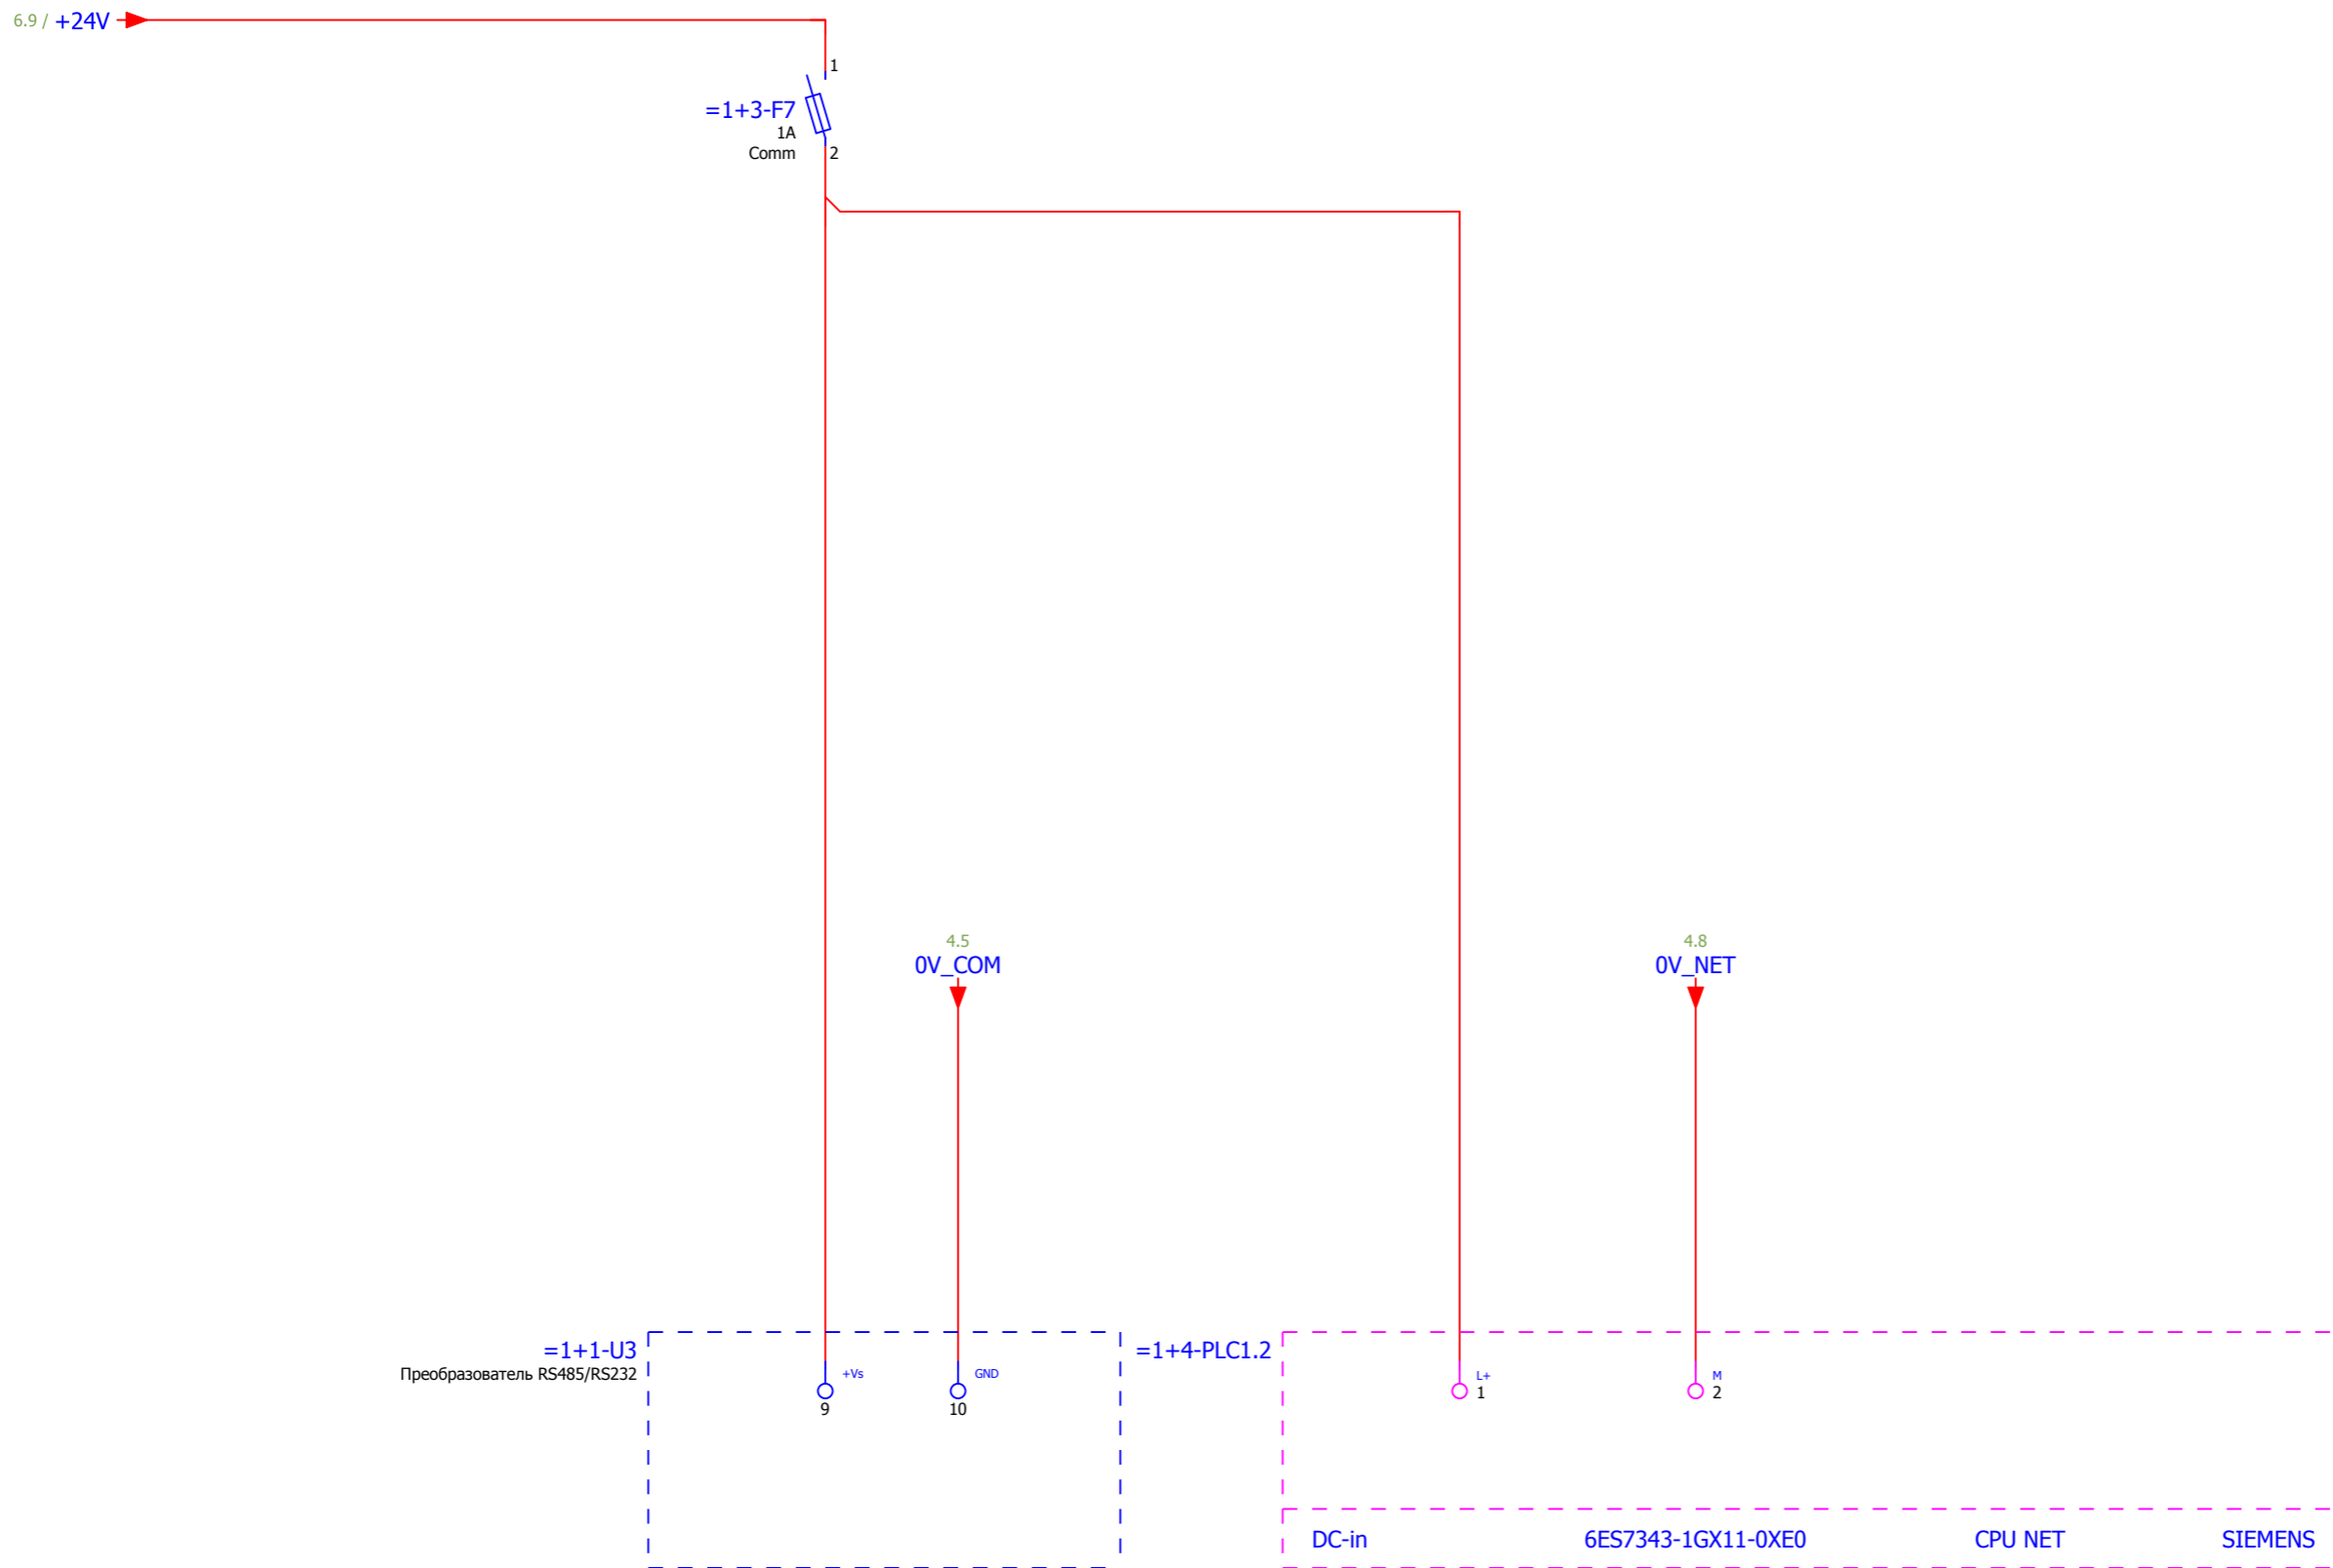 6.9 / +24V
1
=1+3-F7
1A
Comm
2
4.5
0V_COM
4.8
0V_NET
=1+1-U3
Преобразователь RS485/RS232
+Vs
9
GND
10
=1+4-PLC1.2
L+
1
M
2
DC-in 6ES7343-1GX11-0XE0 CPU NET SIEMENS